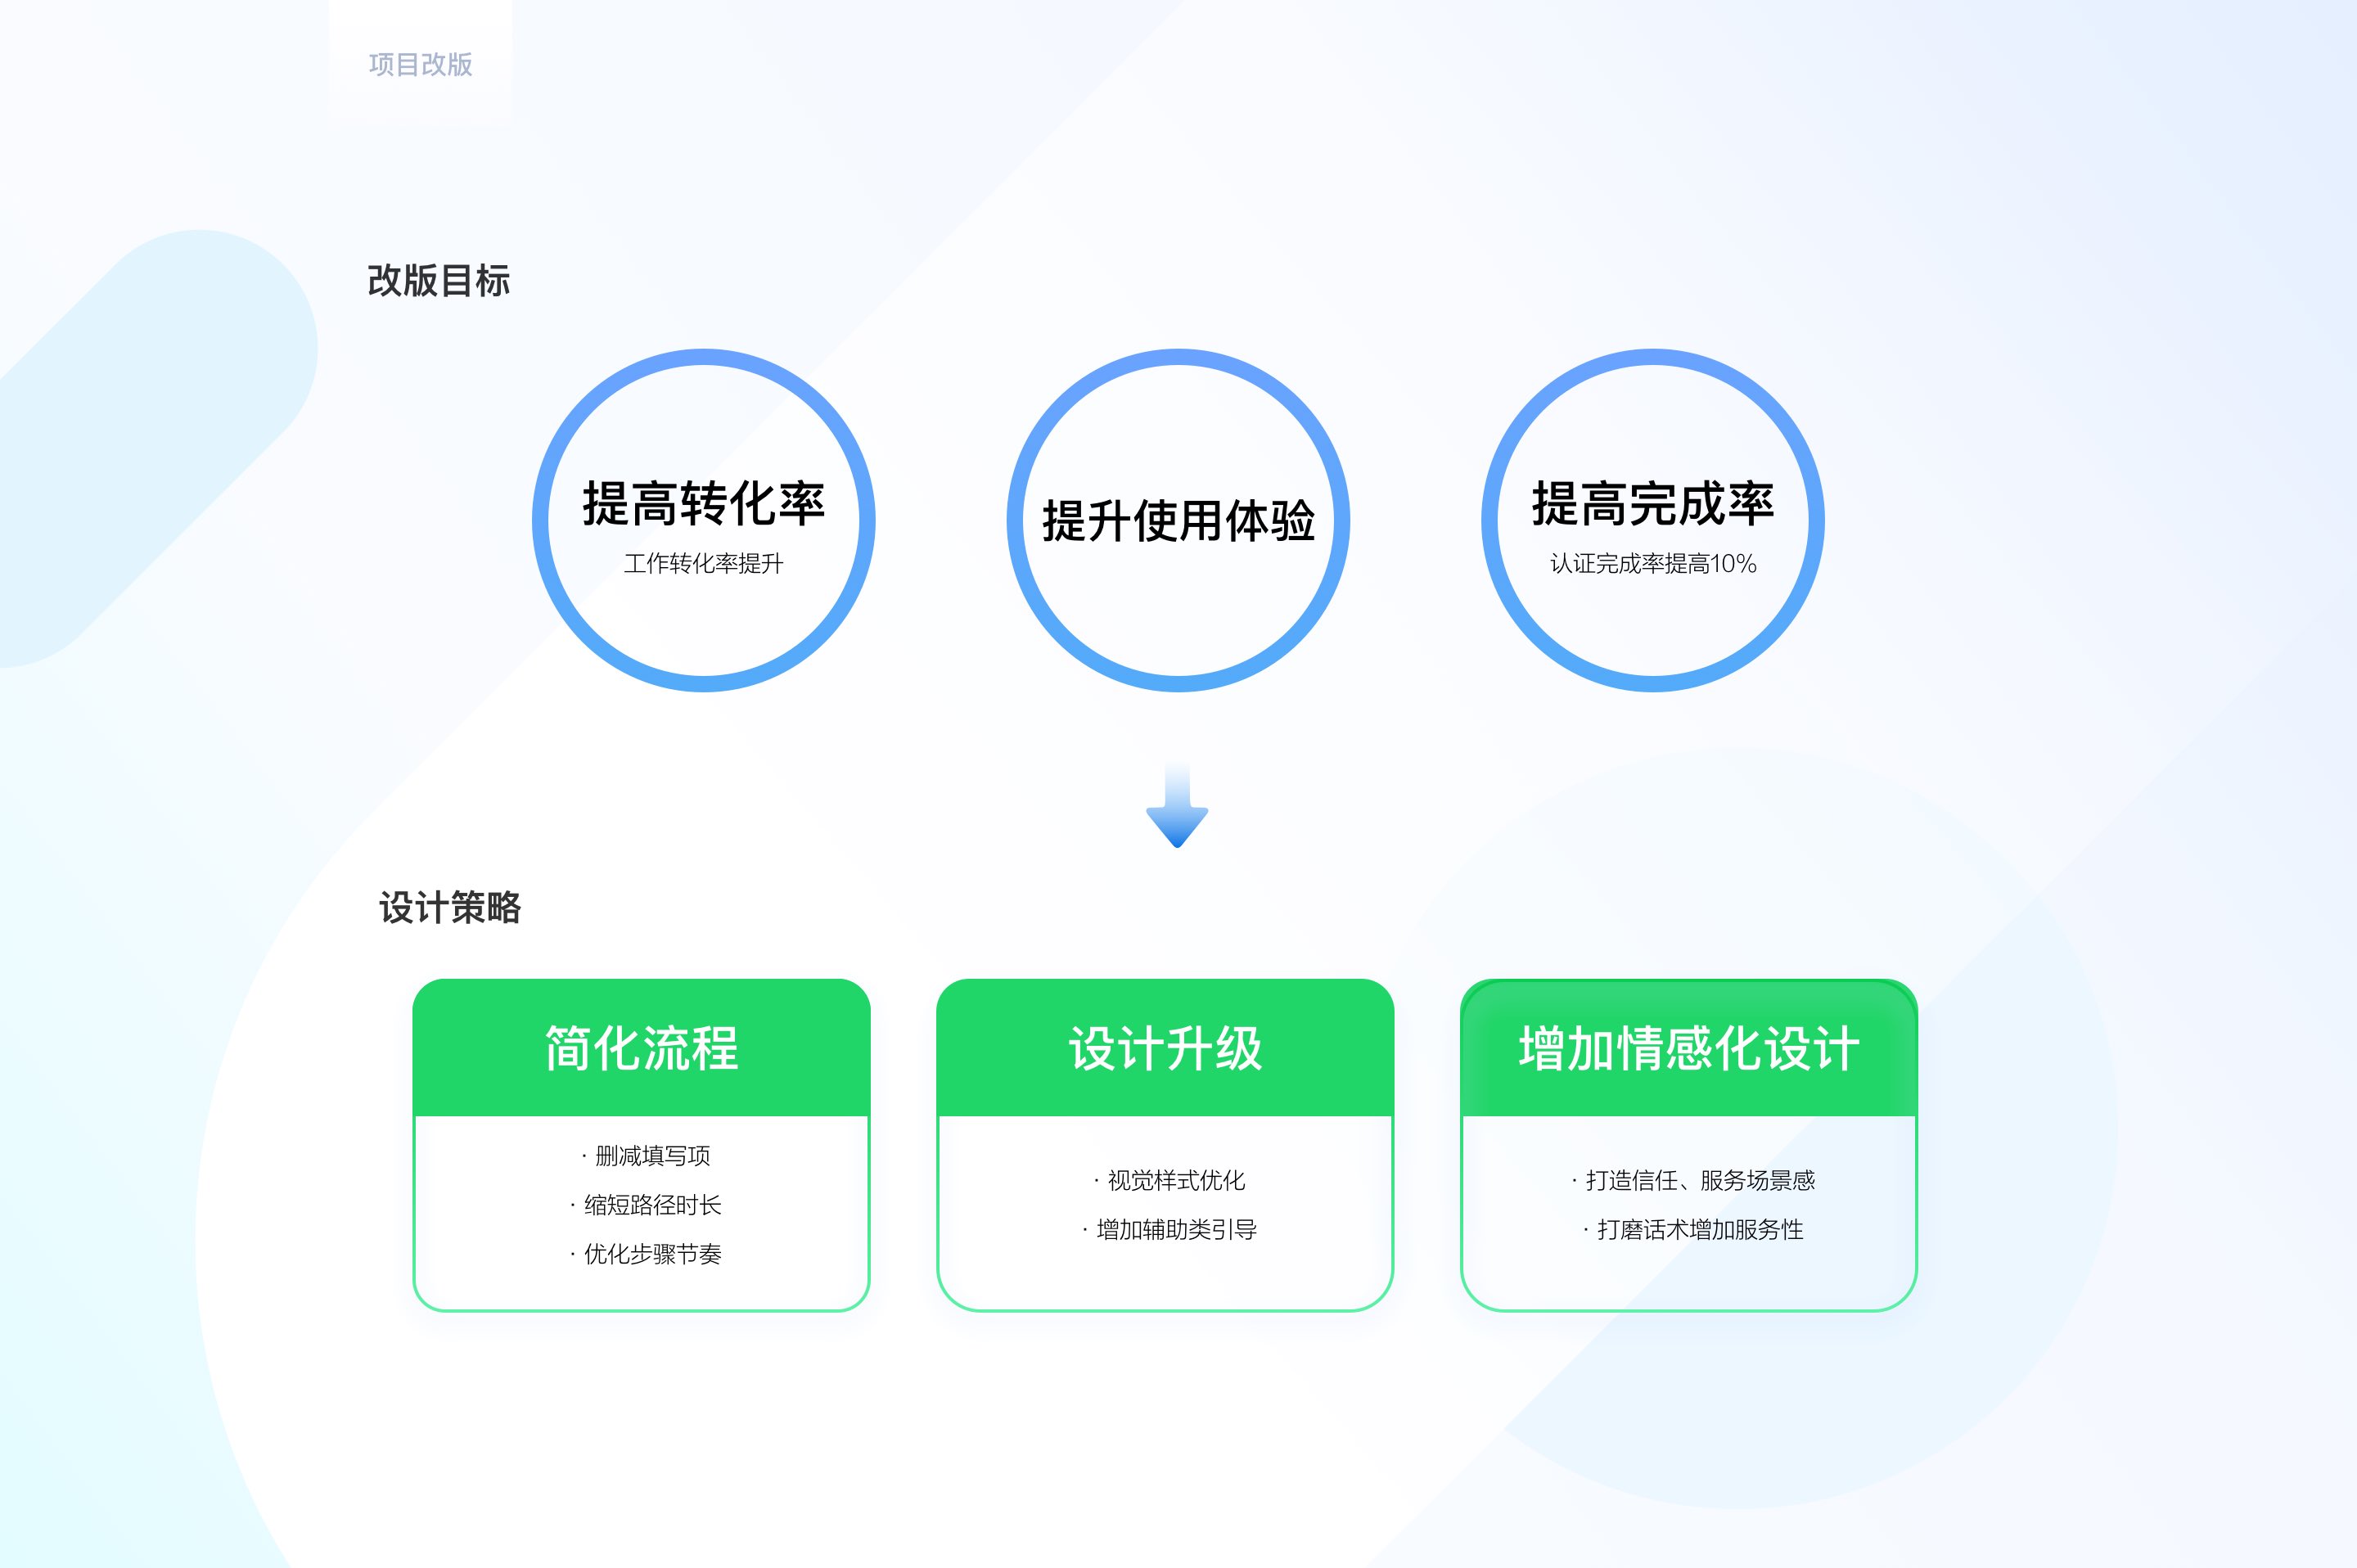 项目改版
改版目标
提高转化率
工作转化率提升
提升使用体验
提高完成率
认证完成率提高10%
设计策略
简化流程
· 删减填写项
· 缩短路径时长
· 优化步骤节奏
设计升级
· 视觉样式优化
· 增加辅助类引导
增加情感化设计
· 打造信任、服务场景感
· 打磨话术增加服务性